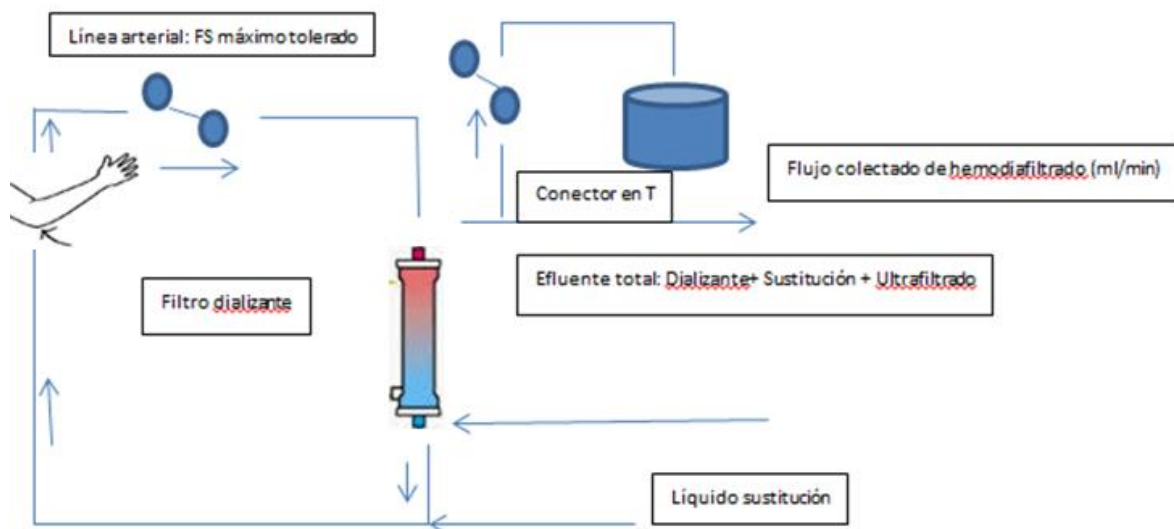 Línea arterial: FS máximo tolerado
Flujo colectado de hemodiafiltrado (ml/min)
Conector en T
Efluente total: Dializante+ Sustitución + Ultrafiltrado
Filtro dializante
Líquido sustitución